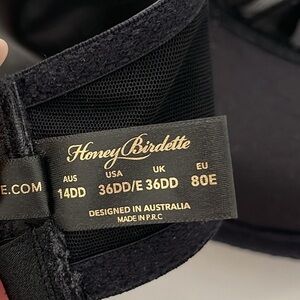 Honey Birdette
AUS USA UK EU
E.COM 14DD 36DD/E 36DD 80E
DESIGNED IN AUSTRALIA
MADE IN P.R.C